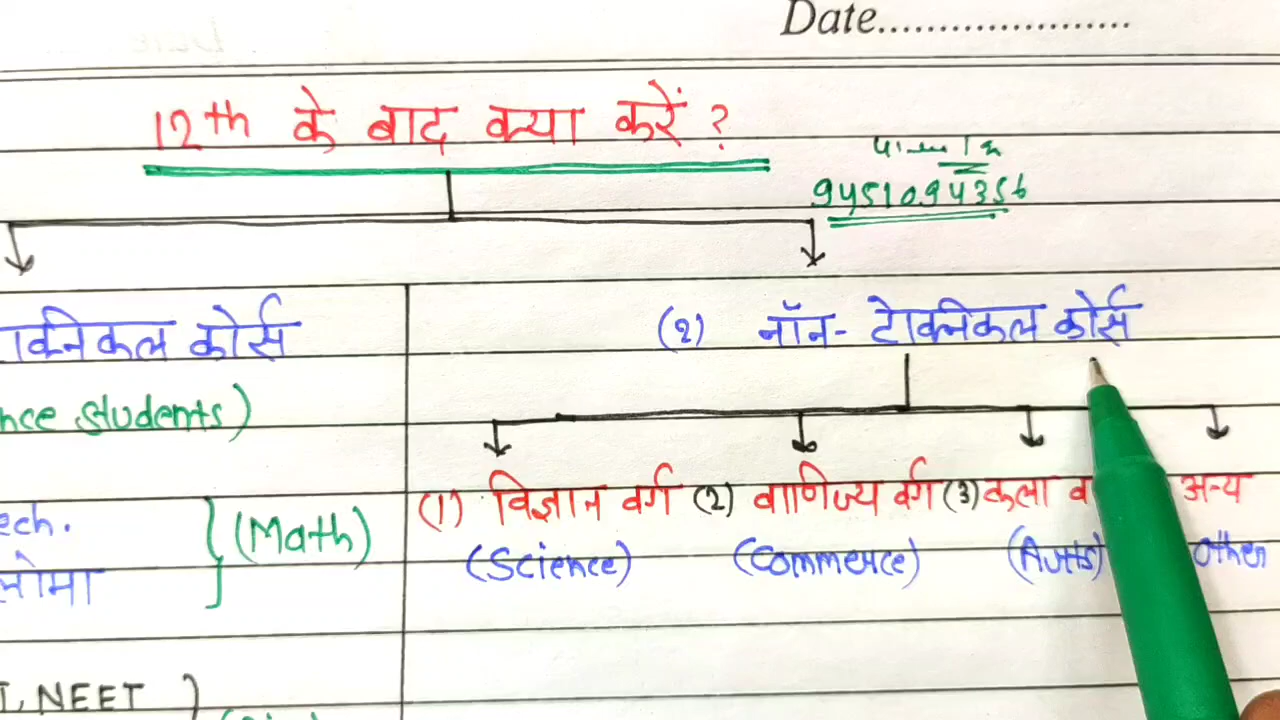 Date......................
12th के बाद क्या करें ?
9451094356
टेक्निकल कोर्स
(२) नॉन- टेक्निकल कोर्स
nce students)
(1) विज्ञान वर्ग (2) वाणिज्य वर्ग (3) कला व अन्य
ech. } (Math)
(Science) (Commerce) (Arts) other
लोमा
T, NEET )